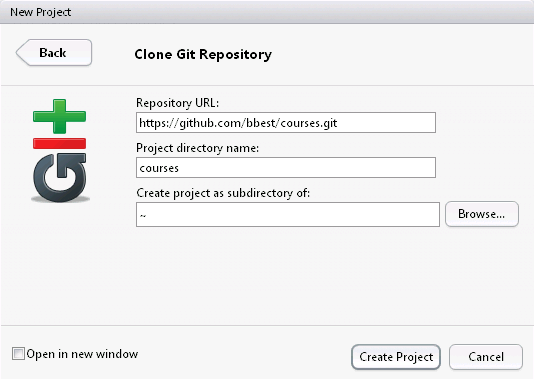 New Project
Back
Clone Git Repository
Repository URL:
https://github.com/bbest/courses.git
Project directory name:
courses
Create project as subdirectory of:
~
Browse...
Open in new window
Create Project
Cancel